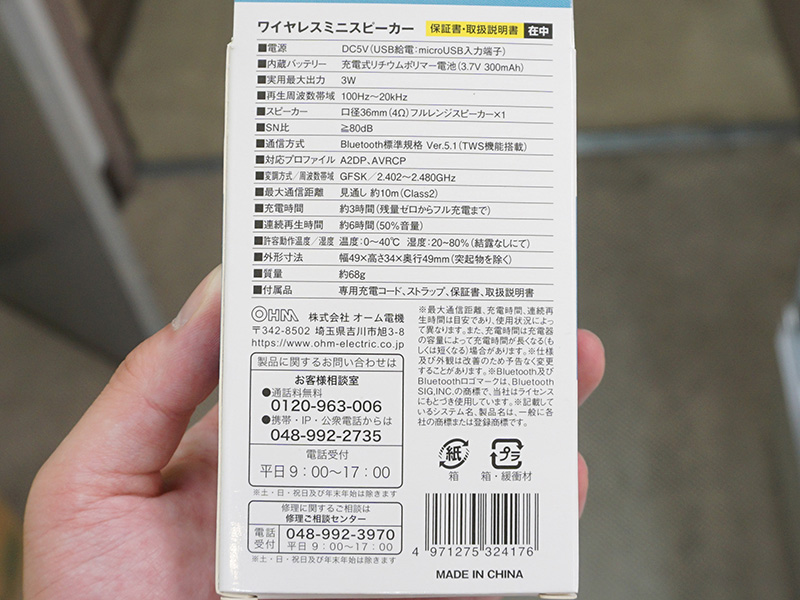 ワイヤレスミニスピーカー 保証書・取扱説明書 在中
■電源 DC5V(USB給電:microUSB入力端子)
■内蔵バッテリー 充電式リチウムポリマー電池(3.7V 300mAh)
■実用最大出力 3W
■再生周波数帯域 100Hz～20kHz
■スピーカー 口径36mm(4Ω)フルレンジスピーカー×1
■SN比 ≧80dB
■通信方式 Bluetooth標準規格 Ver.5.1(TWS機能搭載)
■対応プロファイル A2DP、AVRCP
■変調方式／周波数帯域 GFSK／2.402～2.480GHz
■最大通信距離 見通し 約10m(Class2)
■充電時間 約3時間(残量ゼロからフル充電まで)
■連続再生時間 約6時間(50%音量)
■許容動作温度／湿度 温度:0～40℃ 湿度:20~80%(結露なしにて)
■外形寸法 幅49×高さ34×奥行49mm(突起物を除く)
■質量 約68g
■付属品 専用充電コード、ストラップ、保証書、取扱説明書
OHM 株式会社 オーム電機
〒342-8502 埼玉県吉川市旭3-8
https://www.ohm-electric.co.jp
製品に関するお問い合わせは
お客様相談室
●通話料無料
0120-963-006
●携帯・IP・公衆電話からは
048-992-2735
電話受付
平日 9：00〜17：00
※土・日・祝日及び年末年始は除きます
修理に関するご相談は
修理ご相談センター
電話受付 048-992-3970
平日 9：00〜17：00
※土・日・祝日及び年末年始は除きます
※最大通信距離、充電時間、連続再
生時間は目安であり、使用状況によっ
て異なります。また、充電時間は充電器
の容量によって充電時間が長くなる(も
しくは短くなる)場合があります。※仕様
及び外観は改善のため予告なく変更
することがあります。※Bluetooth及び
Bluetoothロゴマークは、Bluetooth
SIG,INC.の商標で、当社はライセンス
にもとづき使用しています。※記載して
いるシステム名、製品名は、一般に各
社の商標または登録商標です。
紙 プラ
箱 箱・緩衝材
4 971275 324176
MADE IN CHINA